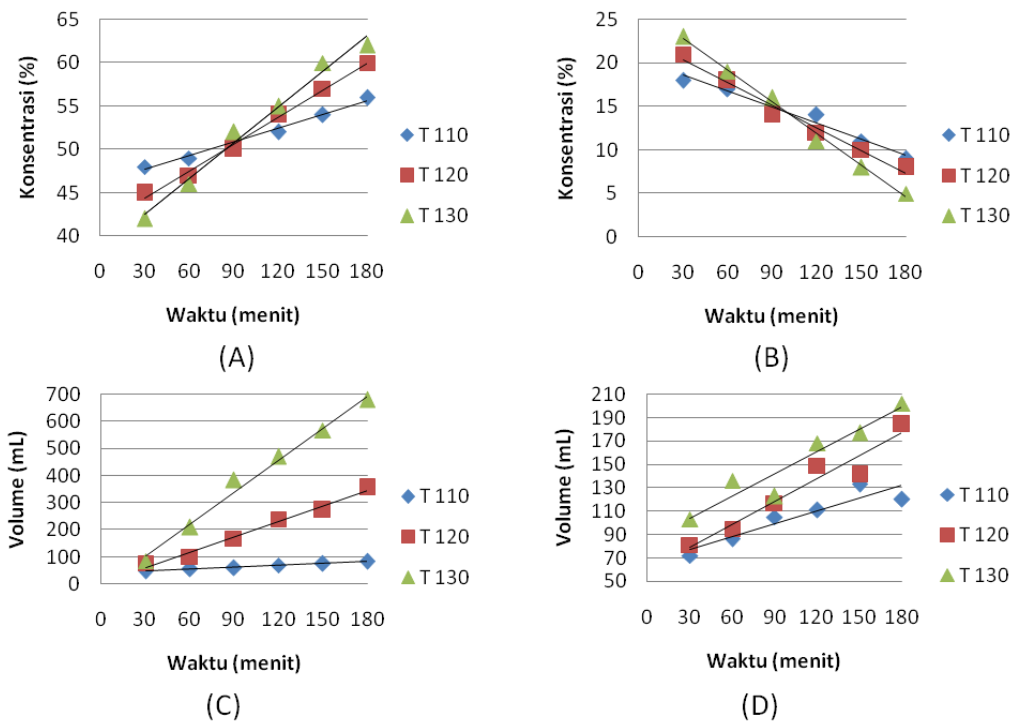 65
60
55
50
45
40
Konsentrasi (%)
0 30 60 90 120 150 180
Waktu (menit)
T 110
T 120
T 130
(A)
25
20
15
10
5
0
Konsentrasi (%)
0 30 60 90 120 150 180
Waktu (menit)
T 110
T 120
T 130
(B)
700
600
500
400
300
200
100
0
Volume (mL)
0 30 60 90 120 150 180
Waktu (menit)
T 110
T 120
T 130
(C)
210
190
170
150
130
110
90
70
50
Volume (mL)
0 30 60 90 120 150 180
Waktu (menit)
T 110
T 120
T 130
(D)